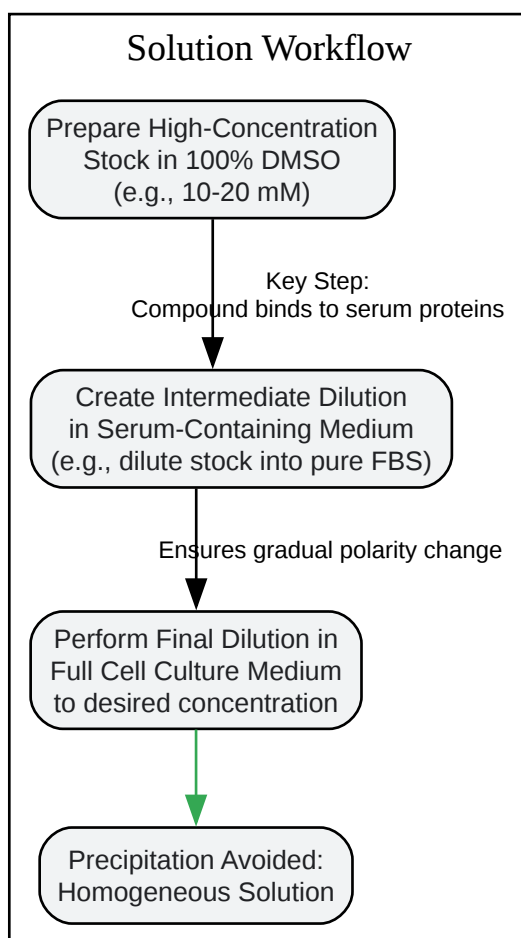 Solution Workflow
Prepare High-Concentration
Stock in 100% DMSO
(e.g., 10-20 mM)
Key Step:
Compound binds to serum proteins
Create Intermediate Dilution
in Serum-Containing Medium
(e.g., dilute stock into pure FBS)
Ensures gradual polarity change
Perform Final Dilution in
Full Cell Culture Medium
to desired concentration
Precipitation Avoided:
Homogeneous Solution